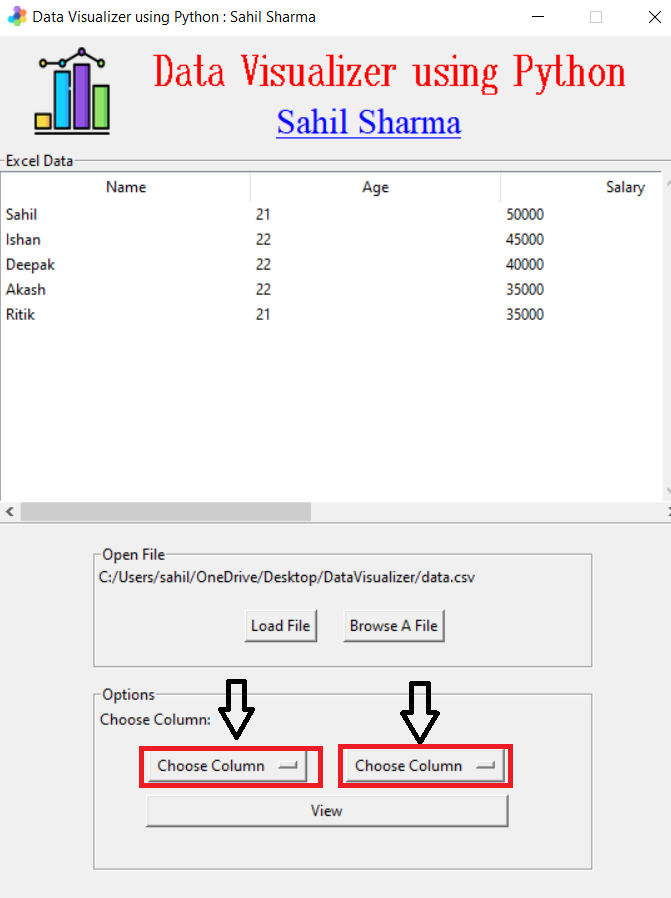 Data Visualizer using Python : Sahil Sharma
Data Visualizer using Python
Sahil Sharma
Excel Data
Name Age Salary
Sahil 21 50000
Ishan 22 45000
Deepak 22 40000
Akash 22 35000
Ritik 21 35000
Open File
C:/Users/sahil/OneDrive/Desktop/DataVisualizer/data.csv
Load File Browse A File
Options
Choose Column:
Choose Column Choose Column
View